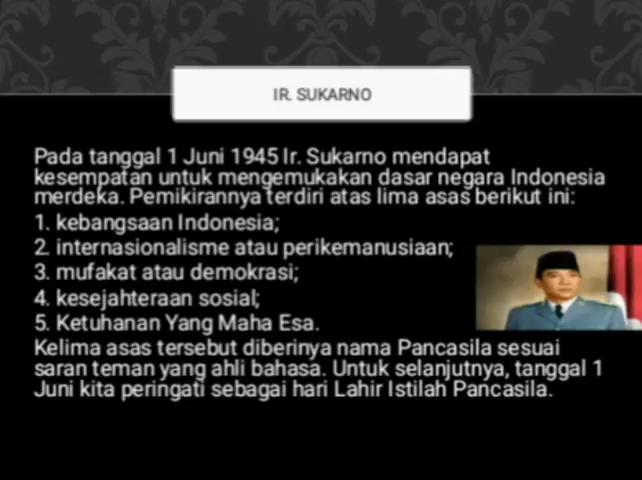 IR. SUKARNO
Pada tanggal 1 Juni 1945 Ir. Sukarno mendapat
kesempatan untuk mengemukakan dasar negara Indonesia
merdeka. Pemikirannya terdiri atas lima asas berikut ini:
1. kebangsaan Indonesia;
2. internasionalisme atau perikemanusiaan;
3. mufakat atau demokrasi;
4. kesejahteraan sosial;
5. Ketuhanan Yang Maha Esa.
Kelima asas tersebut diberinya nama Pancasila sesuai
saran teman yang ahli bahasa. Untuk selanjutnya, tanggal 1
Juni kita peringati sebagai hari Lahir Istilah Pancasila.